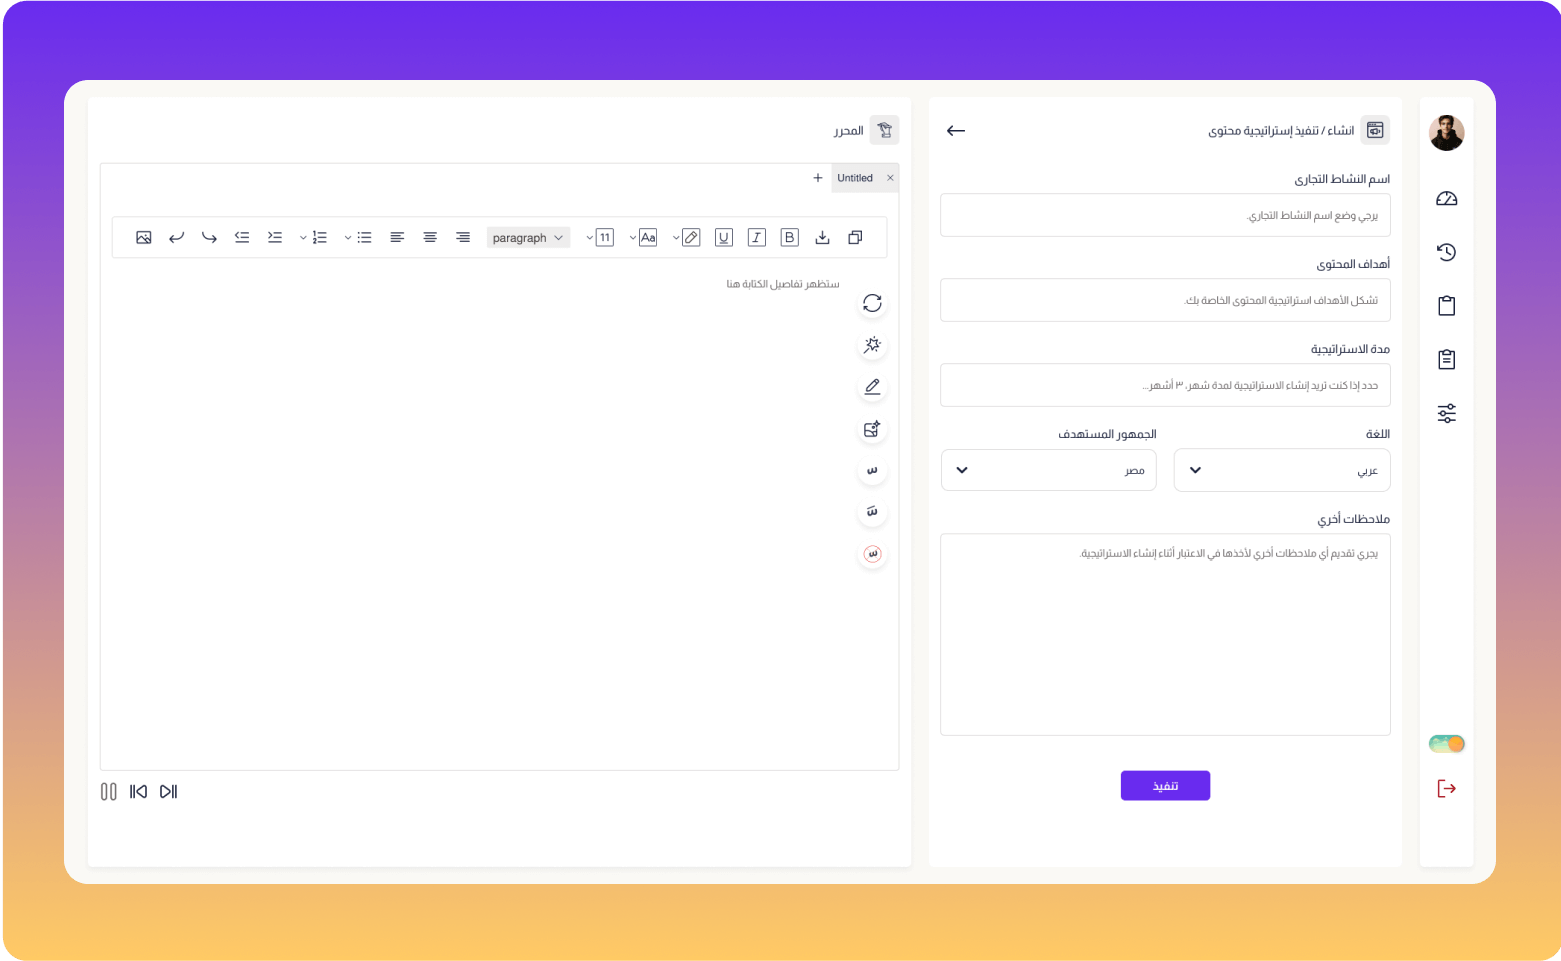 انشاء / تنفيذ إستراتيجية محتوى
اسم النشاط التجارى
يرجي وضع اسم النشاط التجاري.
أهداف المحتوى
تشكل الأهداف استراتيجية المحتوى الخاصة بك.
مدة الاستراتيجية
حدد إذا كنت تريد إنشاء الاستراتيجية لمدة شهر، ٣ أشهر...
اللغة
عربي
الجمهور المستهدف
مصر
ملاحظات أخري
يجري تقديم أي ملاحظات أخري لأخذها في الاعتبار أثناء إنشاء الاستراتيجية.
تنفيذ
المحرر
Untitled
B I U Aa 11 paragraph
ستظهر تفاصيل الكتابة هنا